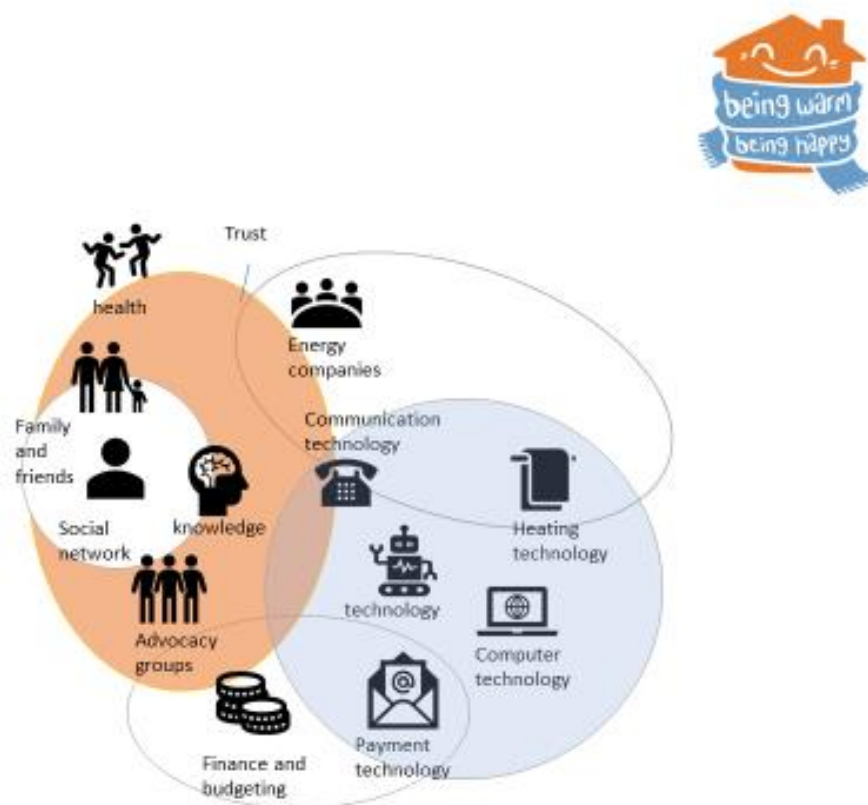 being warm
being happy
Trust
health
Energy
companies
Communication
technology
Family
and
friends
Social
network
knowledge
Heating
technology
technology
Advocacy
groups
Computer
technology
@
Payment
technology
Finance and
budgeting